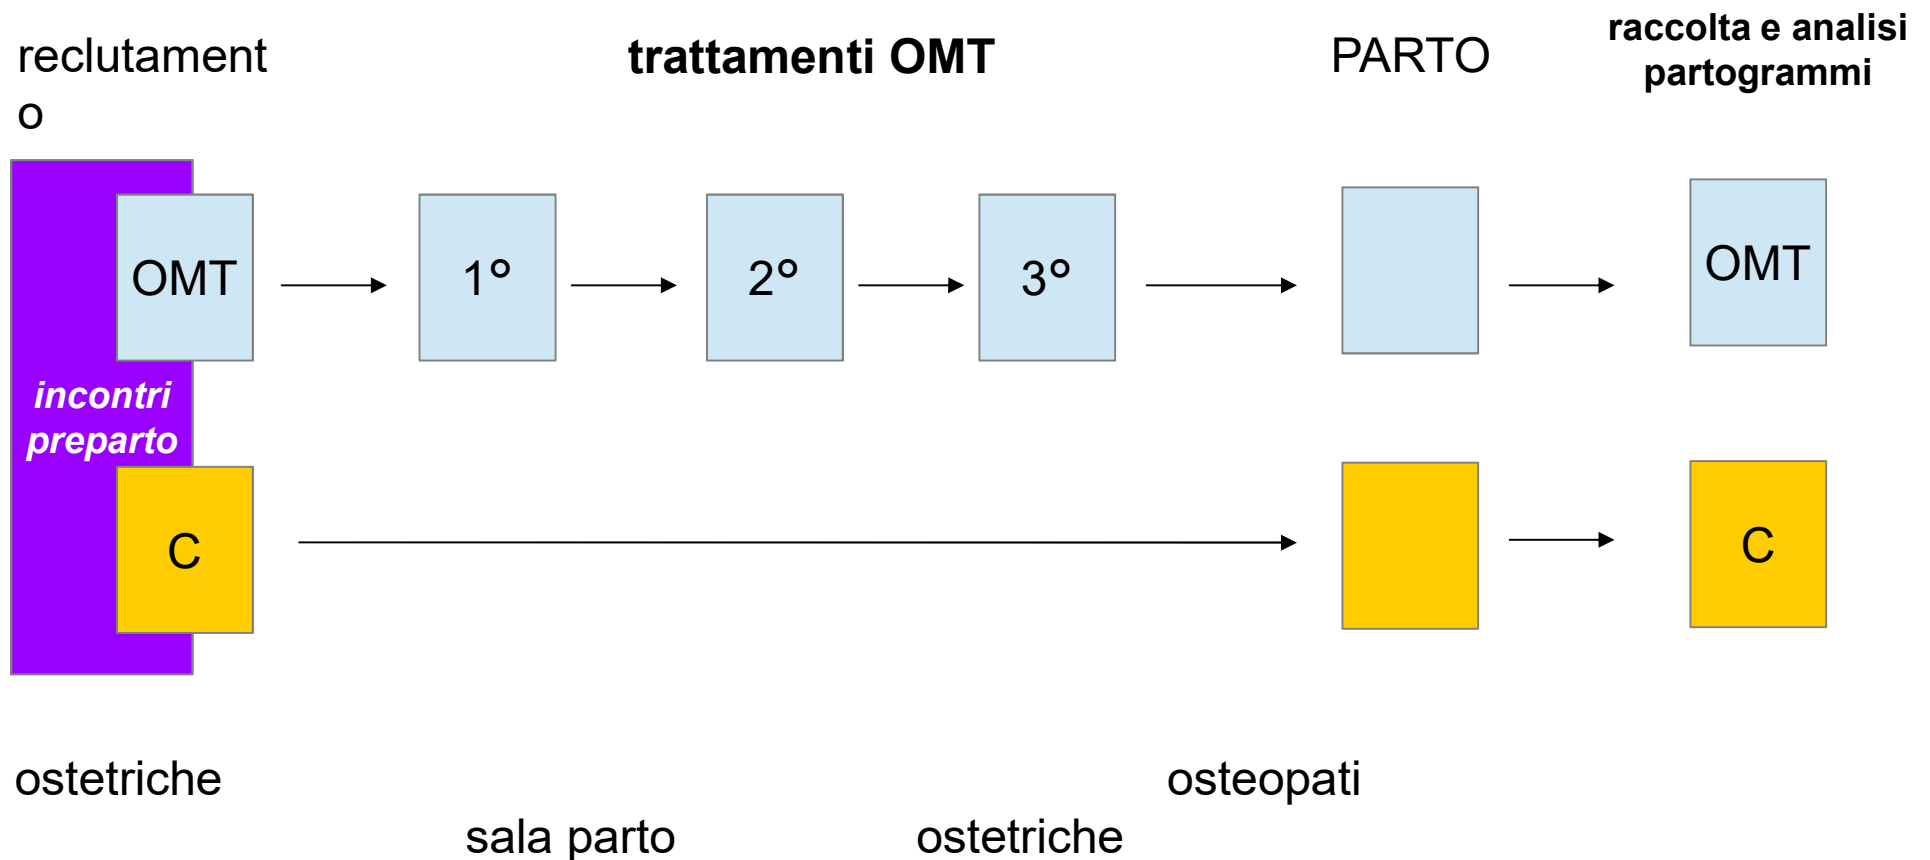 reclutament
o
trattamenti OMT
PARTO
raccolta e analisi
partogrammi
OMT
1°
2°
3°
OMT
incontri
preparto
C
C
ostetriche
osteopati
sala parto
ostetriche